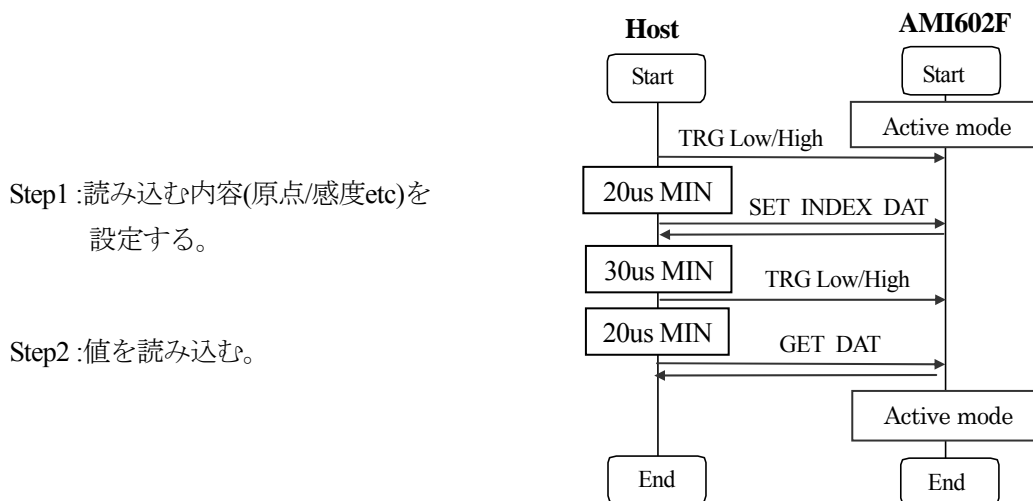 Host
AMI602F
Start
Start
Active mode
TRG Low/High
Step1 :読み込む内容(原点/感度etc)を
設定する。
20us MIN
SET INDEX DAT
30us MIN
TRG Low/High
Step2 :値を読み込む。
20us MIN
GET DAT
Active mode
End
End